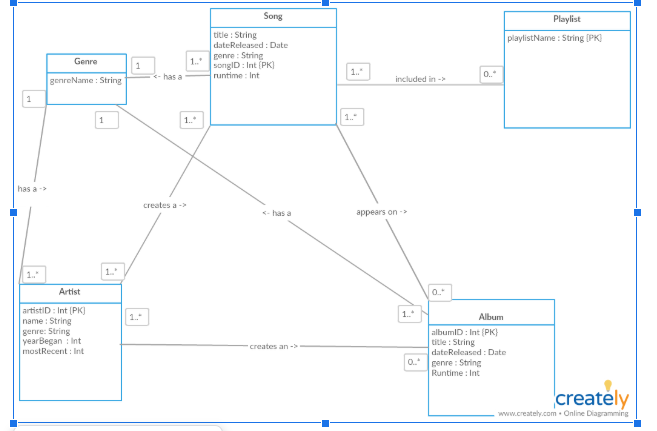 Song
title : String
dateReleased : Date
genre : String
songID : Int {PK}
runtime : Int
Playlist
playlistName : String {PK}
Genre
genreName : String
1
<- has a
1..*
1..*
included in ->
0..*
1
1
1..*
1..*
has a ->
creates a ->
<- has a
appears on ->
1..*
1..*
0..*
Artist
artistID : Int {PK}
name : String
genre: String
yearBegan : Int
mostRecent : Int
1..*
1..*
creates an ->
0..*
Album
albumID : Int {PK}
title : String
dateReleased : Date
genre : String
Runtime : Int
creately
www.creately.com • Online Diagramming